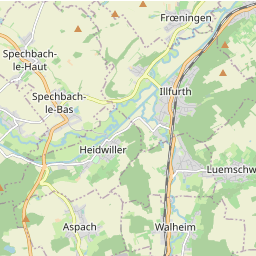 Frœningen
Spechbach-
le-Haut
Illfurth
Spechbach-
le-Bas
Heidwiller
Luemschw
Aspach
Walheim